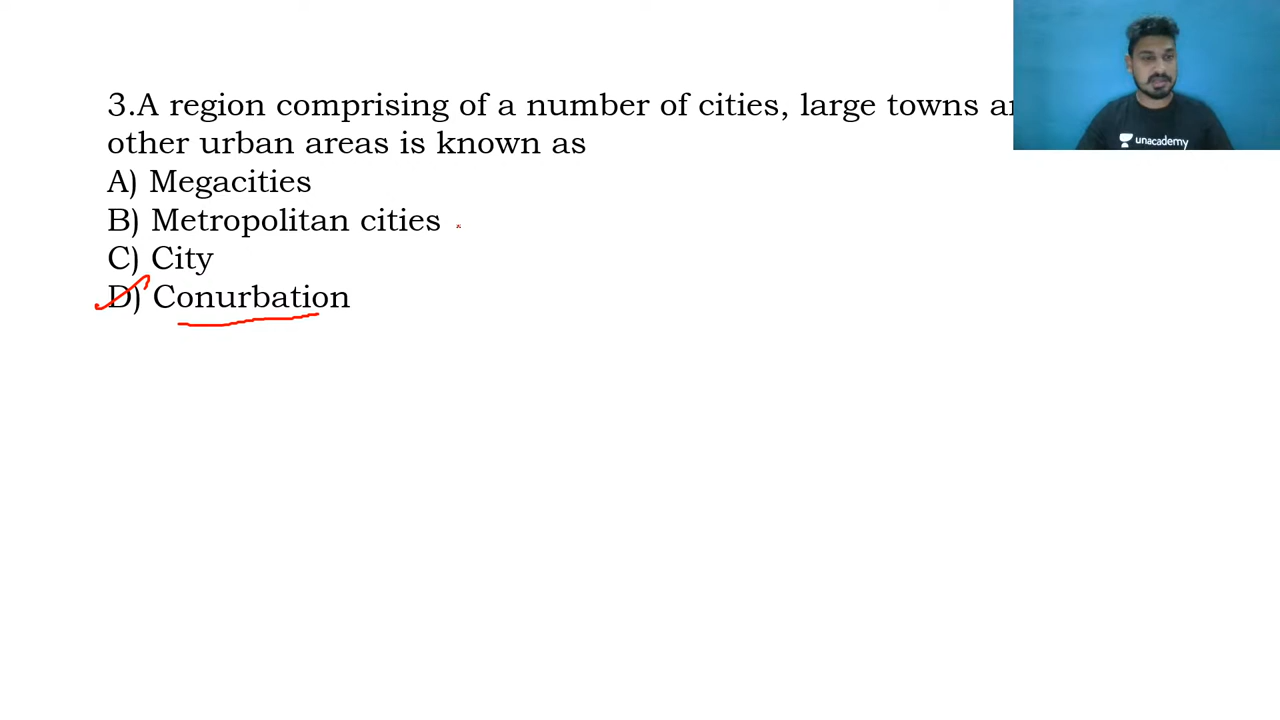 3.A region comprising of a number of cities, large towns
other urban areas is known as
A) Megacities
B) Metropolitan cities
C) City
D) Conurbation
unacademy